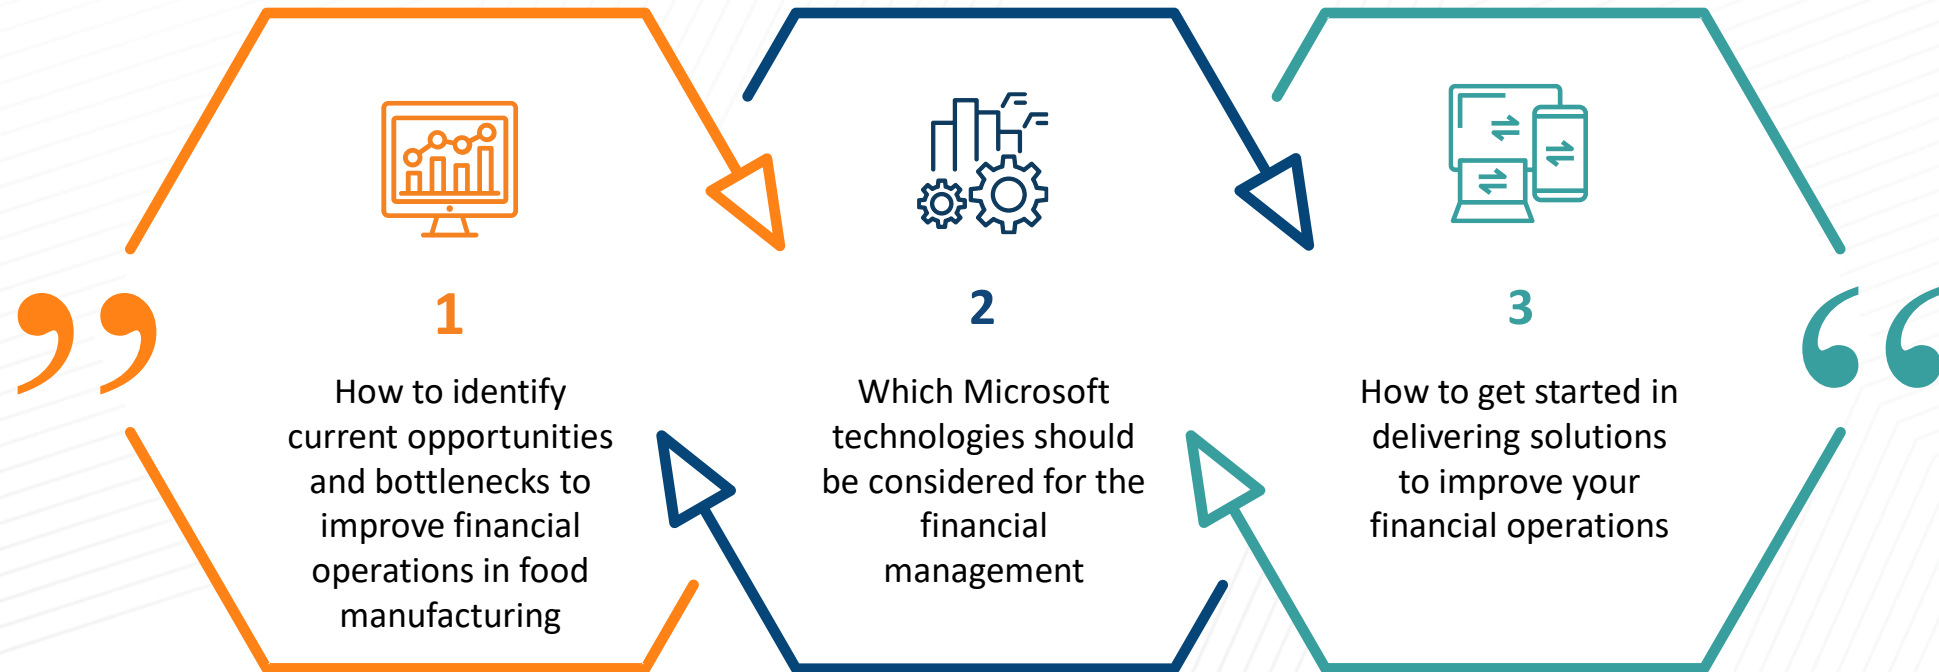 ”
1
How to identify
current opportunities
and bottlenecks to
improve financial
operations in food
manufacturing
2
Which Microsoft
technologies should
be considered for the
financial
management
3
How to get started in
delivering solutions
to improve your
financial operations
“